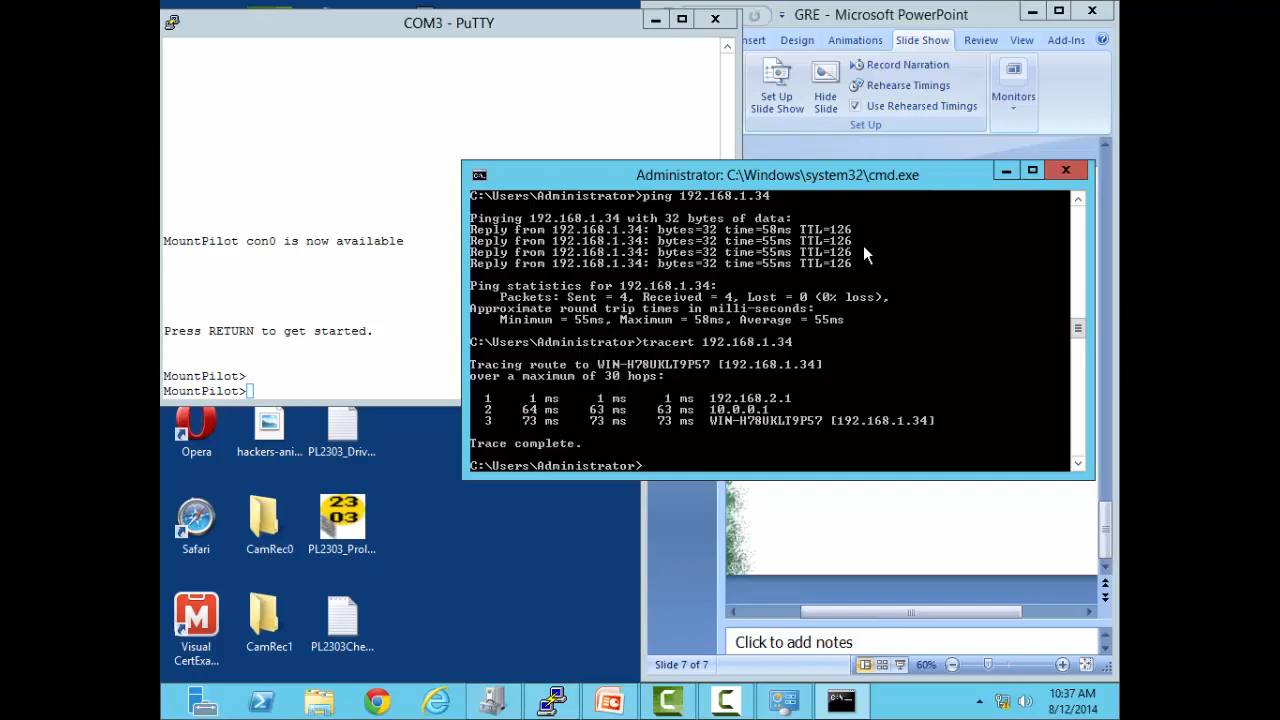 COM3 - PuTTY
MountPilot con0 is now available
Press RETURN to get started.
MountPilot>
MountPilot>
GRE - Microsoft PowerPoint
nsert Design Animations Slide Show Review View Add-Ins
Set Up
Slide Show
Hide
Slide
Record Narration
Rehearse Timings
Use Rehearsed Timings
Set Up
Monitors
Administrator: C:\Windows\system32\cmd.exe
C:\Users\Administrator>ping 192.168.1.34
Pinging 192.168.1.34 with 32 bytes of data:
Reply from 192.168.1.34: bytes=32 time=58ms TTL=126
Reply from 192.168.1.34: bytes=32 time=55ms TTL=126
Reply from 192.168.1.34: bytes=32 time=55ms TTL=126
Reply from 192.168.1.34: bytes=32 time=55ms TTL=126
Ping statistics for 192.168.1.34:
Packets: Sent = 4, Received = 4, Lost = 0 (0% loss),
Approximate round trip times in milli-seconds:
Minimum = 55ms, Maximum = 58ms, Average = 55ms
C:\Users\Administrator>tracert 192.168.1.34
Tracing route to WIN-H78UKLT9P57 [192.168.1.34]
over a maximum of 30 hops:
1 1 ms 1 ms 1 ms 192.168.2.1
2 64 ms 63 ms 63 ms 10.0.0.1
3 73 ms 73 ms 73 ms WIN-H78UKLT9P57 [192.168.1.34]
Trace complete.
C:\Users\Administrator>
Opera
hackers-ani...
PL2303_Driv...
Safari
CamRec0
23
03
PL2303_Prol...
Visual
CertExa...
CamRec1
PL2303Che...
Click to add notes
Slide 7 of 7
60%
10:37 AM
8/12/2014